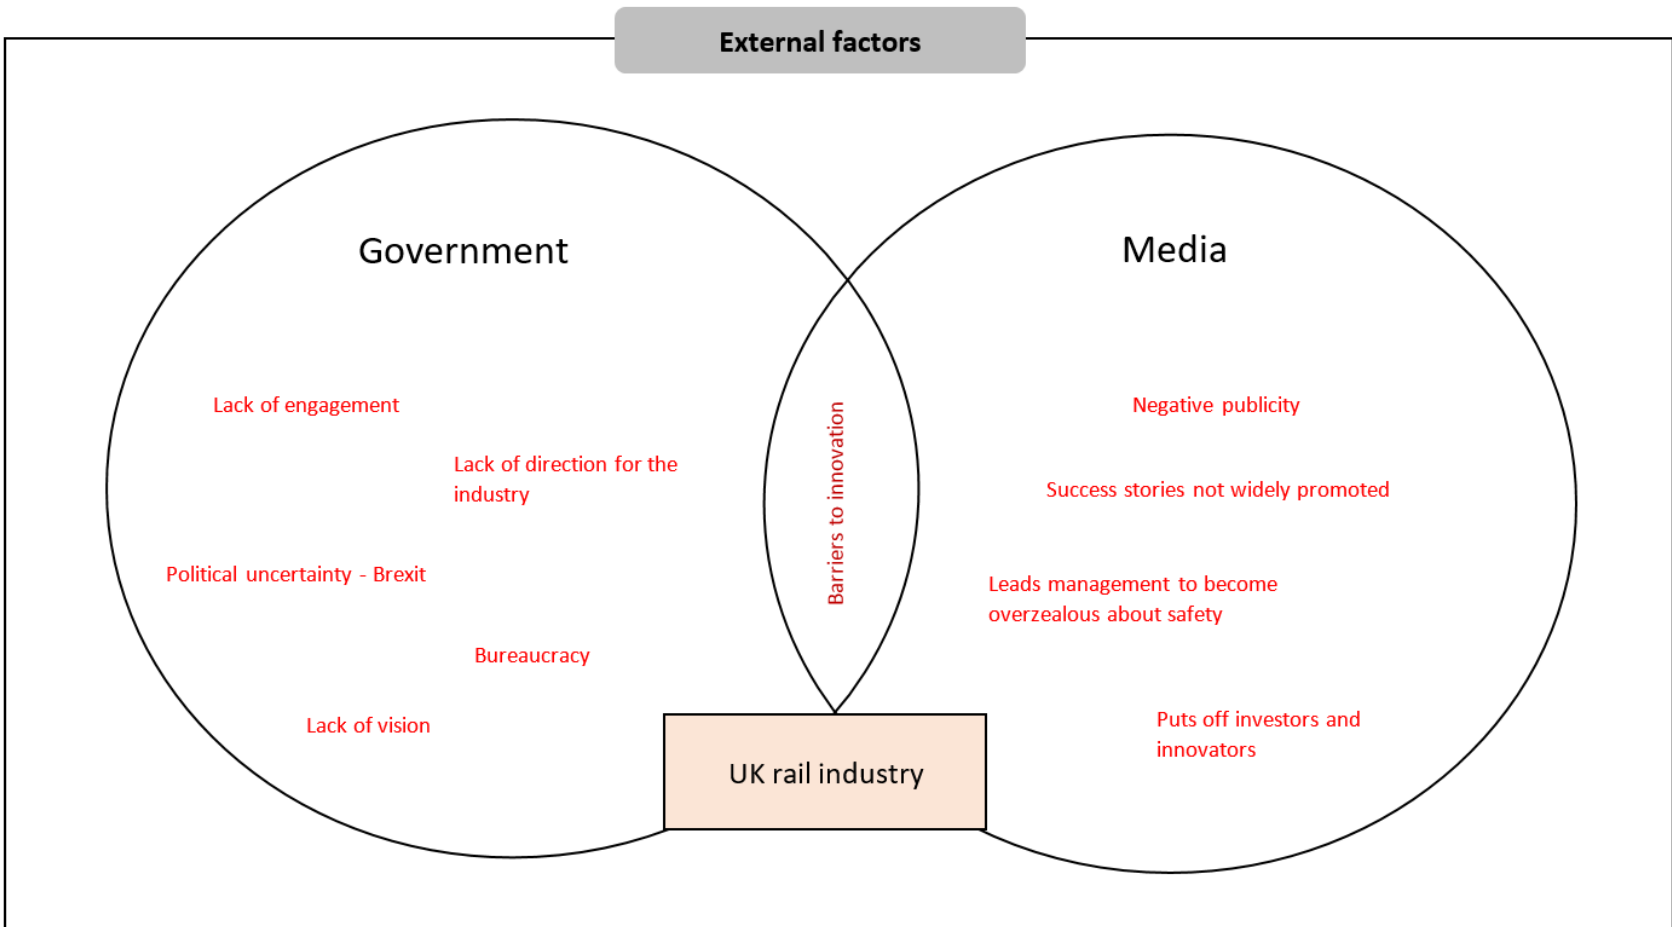 External factors
Government
Media
Lack of engagement
Negative publicity
Lack of direction for the
industry
Success stories not widely promoted
Barriers to innovation
Political uncertainty - Brexit
Leads management to become
overzealous about safety
Bureaucracy
Lack of vision
Puts off investors and
innovators
UK rail industry